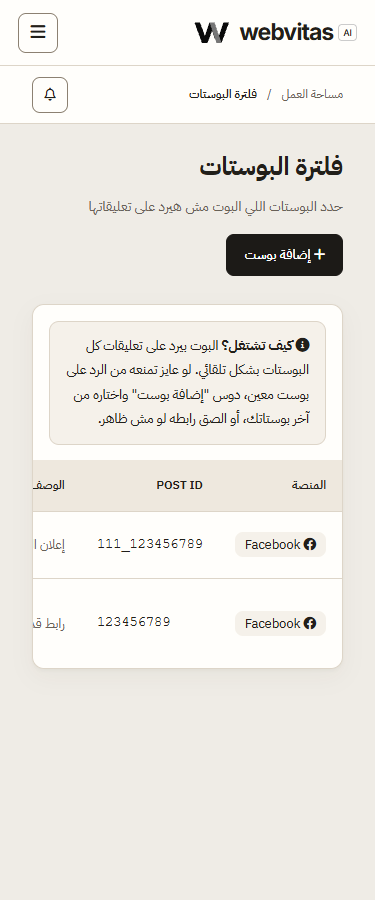 webvitas AI
مساحة العمل / فلترة البوستات
فلترة البوستات
حدد البوستات اللي البوت مش هيرد على تعليقاتها
إضافة بوست
كيف تشتغل؟ البوت بيرد على تعليقات كل
البوستات بشكل تلقائي. لو عايز تمنعه من الرد على
بوست معين، دوس "إضافة بوست" واختاره من
آخر بوستاتك، أو الصق رابطه لو مش ظاهر.
المنصة POST ID الوصف
Facebook 111_123456789 إعلان
Facebook 123456789 رابط